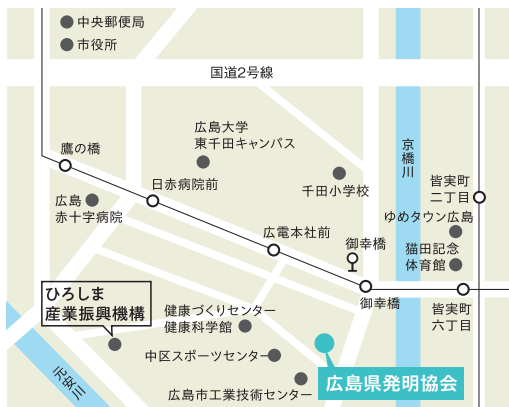 中央郵便局
市役所
国道2号線
広島大学
東千田キャンパス
京橋川
鷹の橋
日赤病院前
千田小学校
皆実町
二丁目
広島
赤十字病院
ゆめタウン広島
広電本社前
御幸橋
猫田記念
体育館
御幸橋
皆実町
六丁目
ひろしま
産業振興機構
健康づくりセンター
健康科学館
中区スポーツセンター
元安川
広島県発明協会
広島市工業技術センター